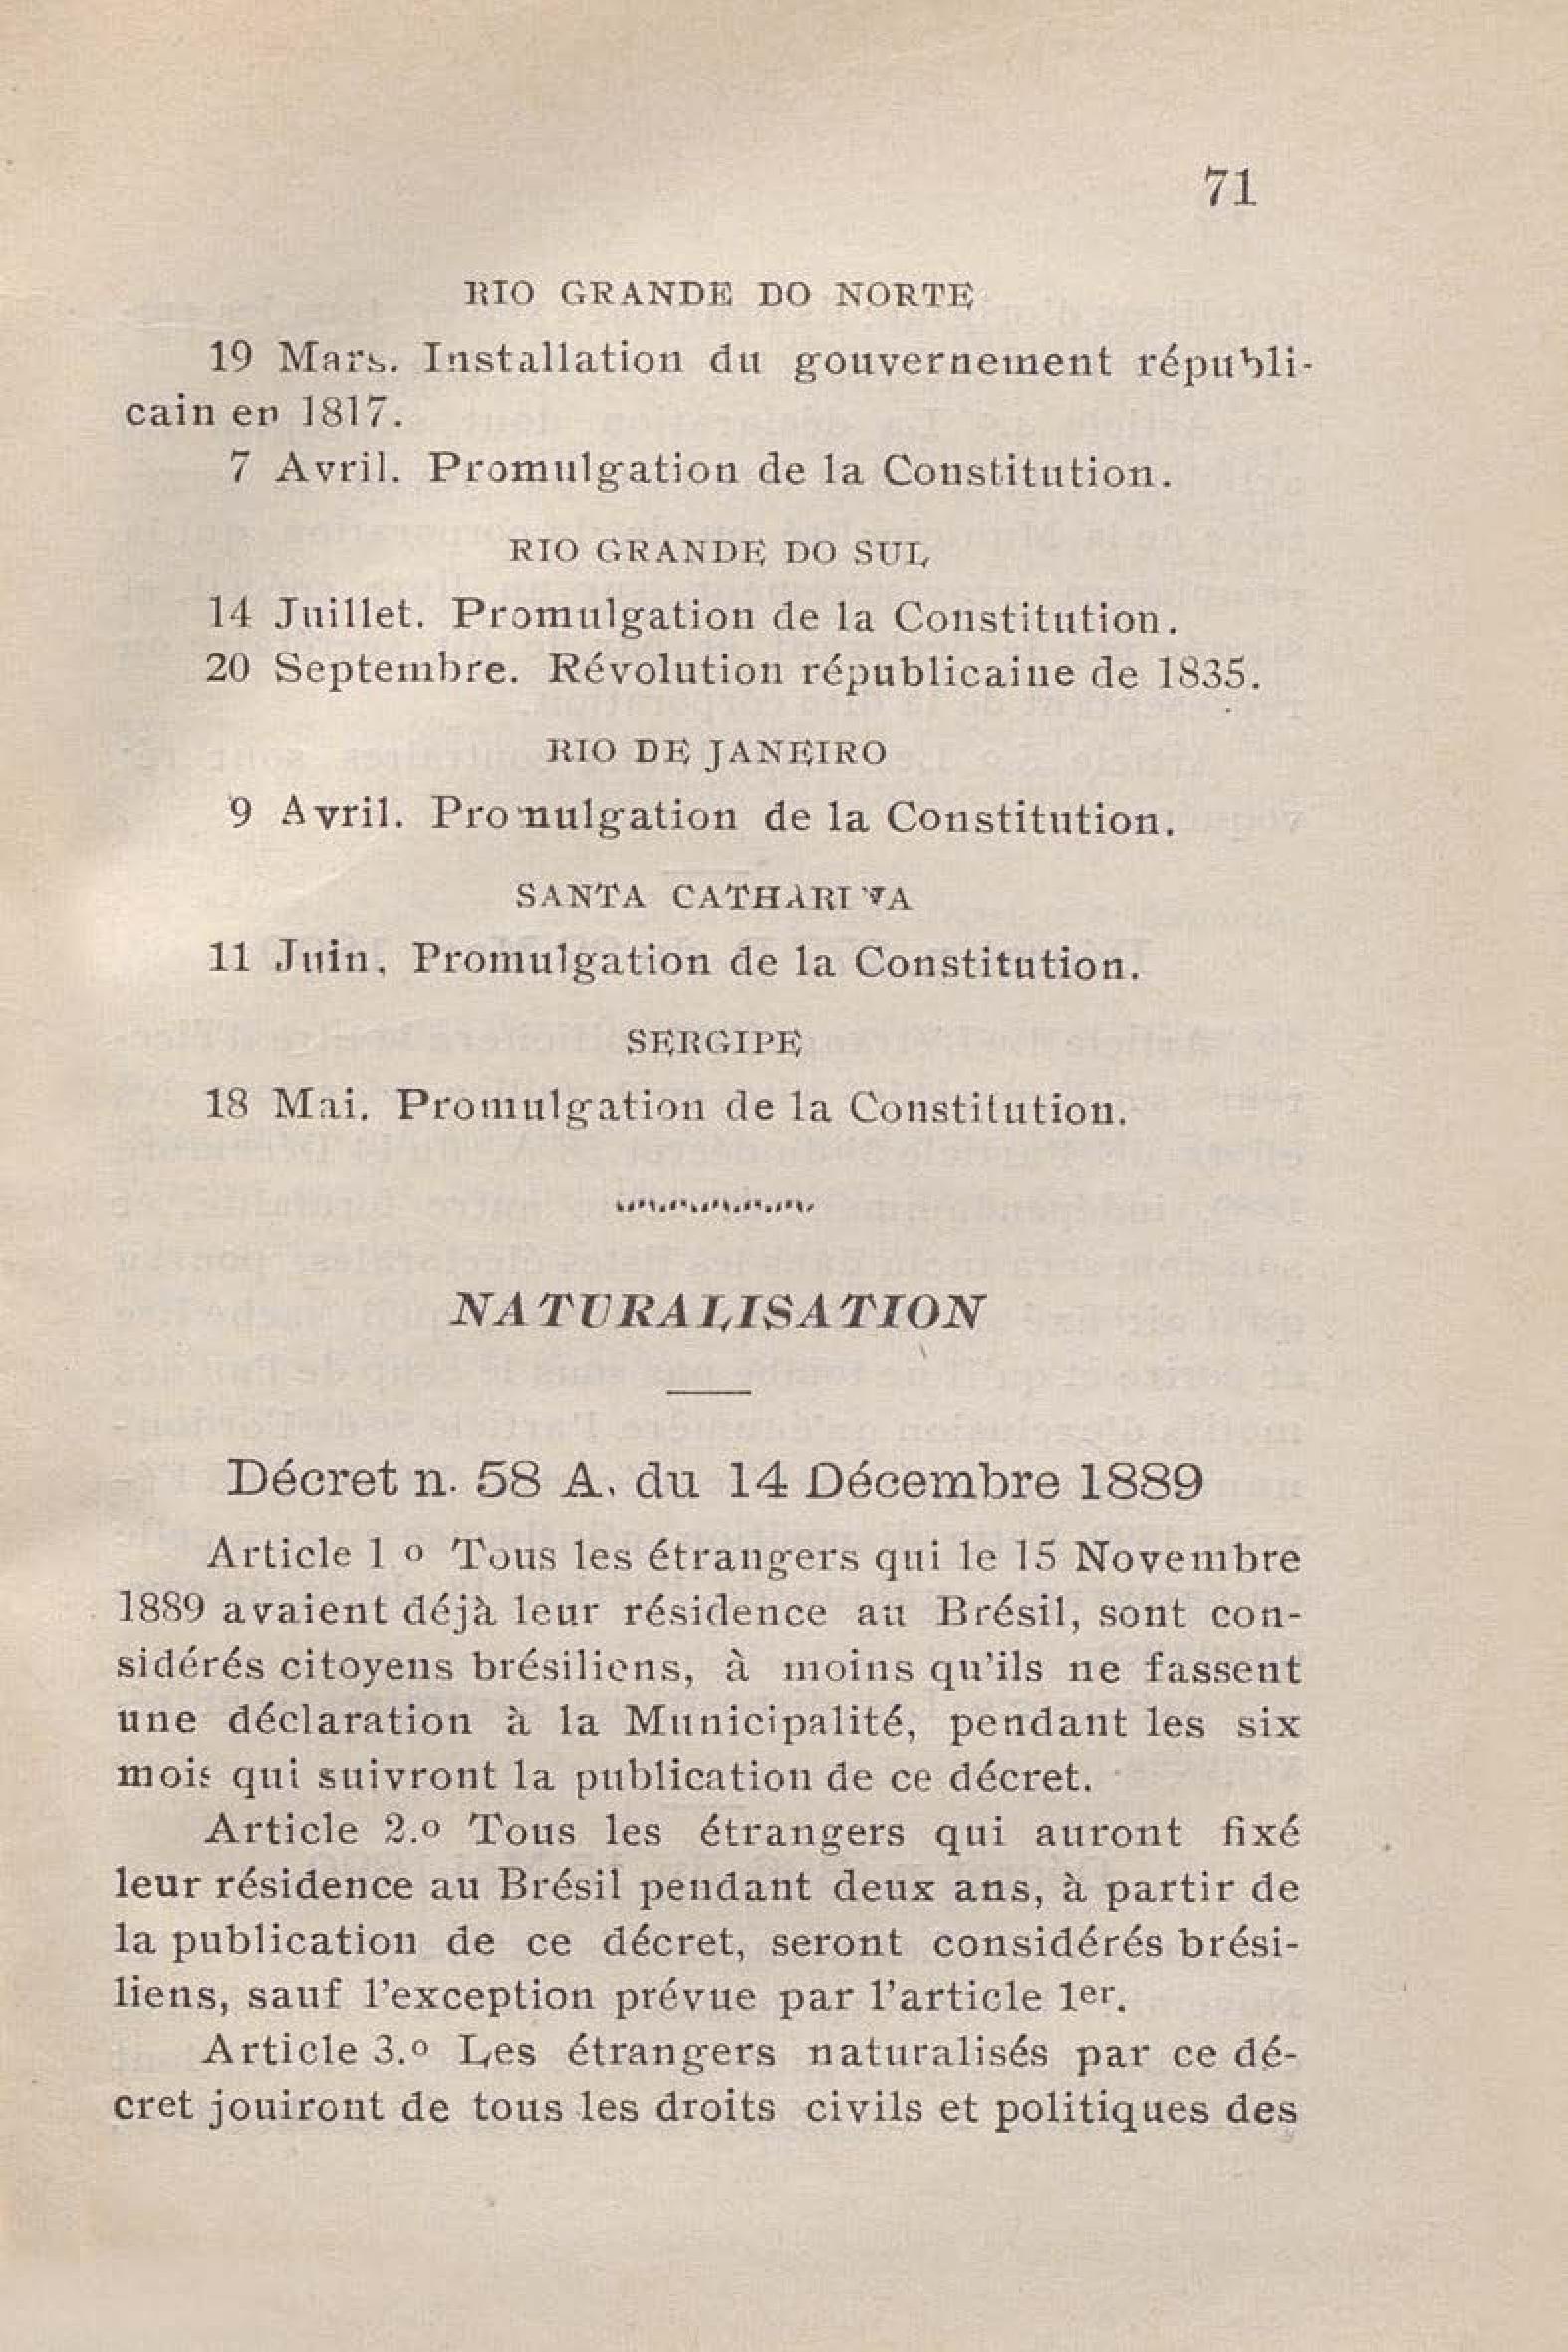 71
RIO GRANDE DO NORTE
19 Mars. Installation du gouvernement républi-
cain en 1817.
7 Avril. Promulgation de la Constitution.
RIO GRANDE DO SUL
14 Juillet. Promulgation de la Constitution.
20 Septembre. Révolution républicaine de 1835.
RIO DE JANEIRO
9 Avril. Promulgation de la Constitution.
SANTA CATHARINA
11 Juin. Promulgation de la Constitution.
SERGIPE
18 Mai. Promulgation de la Constitution.
NATURALISATION
Décret n. 58 A. du 14 Décembre 1889
Article 1 o Tous les étrangers qui le 15 Novembre
1889 avaient déjà leur résidence au Brésil, sont con-
sidérés citoyens brésiliens, à moins qu'ils ne fassent
une déclaration à la Municipalité, pendant les six
mois qui suivront la publication de ce décret.
Article 2.o Tous les étrangers qui auront fixé
leur résidence au Brésil pendant deux ans, à partir de
la publication de ce décret, seront considérés brési-
liens, sauf l'exception prévue par l'article 1er.
Article 3.o Les étrangers naturalisés par ce dé-
cret jouiront de tous les droits civils et politiques des